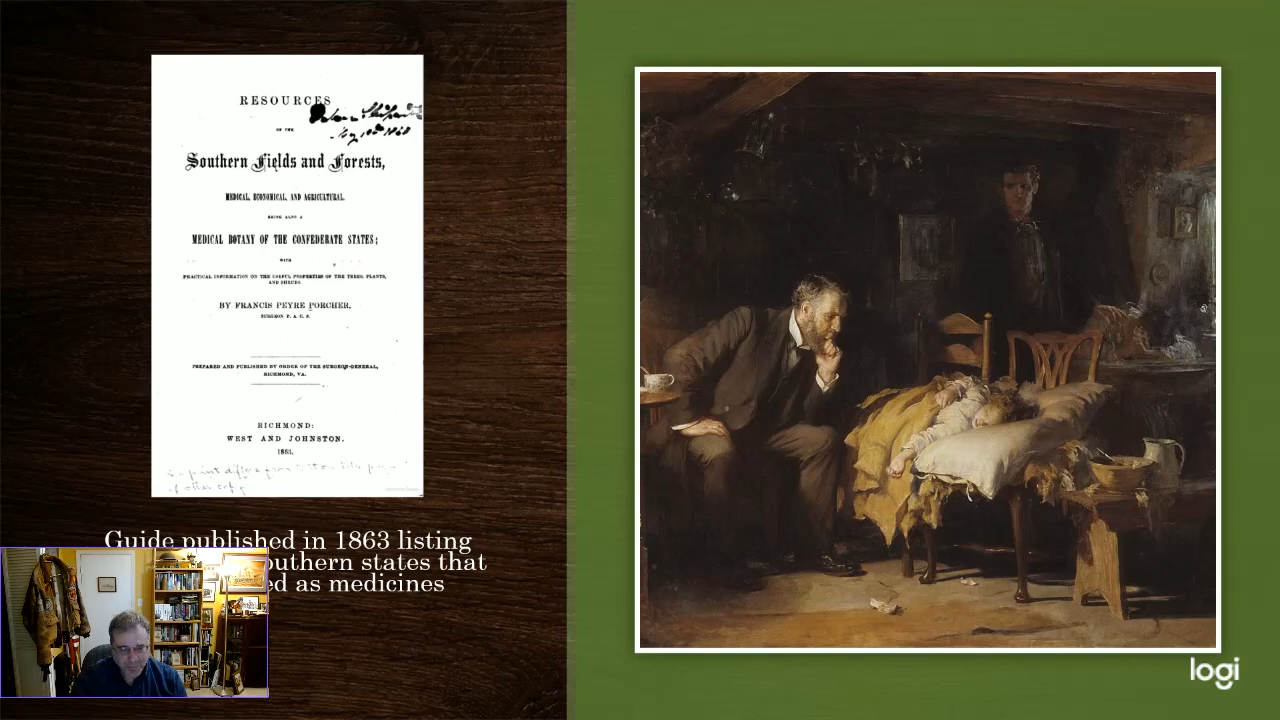 RESOURCES
OF THE
Southern Fields and Forests,
MEDICAL, ECONOMICAL, AND AGRICULTURAL.
BEING ALSO A
MEDICAL BOTANY OF THE CONFEDERATE STATES;
WITH
PRACTICAL INFORMATION ON THE USEFUL PROPERTIES OF THE TREES, PLANTS,
AND SHRUBS.
BY FRANCIS PEYRE PORCHER,
SURGEON P. A. C. S.
PREPARED AND PUBLISHED BY ORDER OF THE SURGEON-GENERAL,
RICHMOND, VA.
RICHMOND:
WEST AND JOHNSTON.
1863.
of other copy
Guide published in 1863 listing
southern states that
as medicines
logi